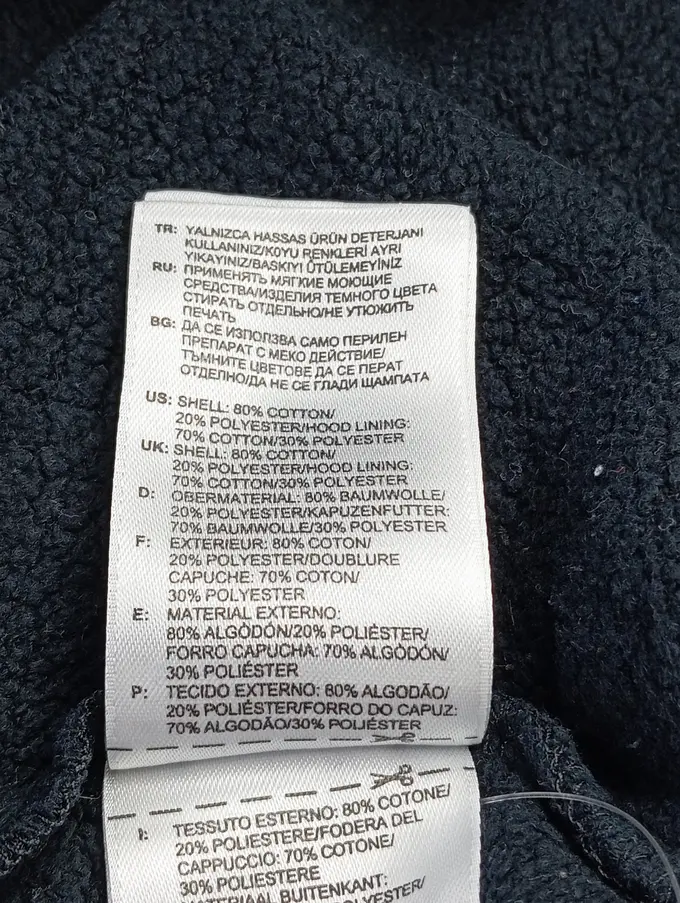 TR: YALNIZCA HASSAS ÜRÜN DETERJANI
KULLANINIZ/KOYU RENKLERİ AYRI
YIKAYINIZ/BASKIYI ÜTÜLEMEYİNİZ
RU: ПРИМЕНЯТЬ МЯГКИЕ МОЮЩИЕ
СРЕДСТВА/ИЗДЕЛИЯ ТЕМНОГО ЦВЕТА
СТИРАТЬ ОТДЕЛЬНО/НЕ УТЮЖИТЬ
ПЕЧАТЬ
BG: ДА СЕ ИЗПОЛЗВА САМО ПЕРИЛЕН
ПРЕПАРАТ С МЕКО ДЕЙСТВИЕ/
ТЪМНИТЕ ЦВЕТОВЕ ДА СЕ ПЕРАТ
ОТДЕЛНО/ДА НЕ СЕ ГЛАДИ ЩАМПАТА
US: SHELL: 80% COTTON/
20% POLYESTER/HOOD LINING:
70% COTTON/30% POLYESTER
UK: SHELL: 80% COTTON/
20% POLYESTER/HOOD LINING:
70% COTTON/30% POLYESTER
D: OBERMATERIAL: 80% BAUMWOLLE/
20% POLYESTER/KAPUZENFUTTER:
70% BAUMWOLLE/30% POLYESTER
F: EXTERIEUR: 80% COTON/
20% POLYESTER/DOUBLURE
CAPUCHE: 70% COTON/
30% POLYESTER
E: MATERIAL EXTERNO:
80% ALGODÓN/20% POLIÉSTER/
FORRO CAPUCHA: 70% ALGODÓN/
30% POLIÉSTER
P: TECIDO EXTERNO: 80% ALGODÃO/
20% POLIÉSTER/FORRO DO CAPUZ:
70% ALGODÃO/30% POLIÉSTER
I: TESSUTO ESTERNO: 80% COTONE/
20% POLIESTERE/FODERA DEL
CAPPUCCIO: 70% COTONE/
30% POLIESTERE
MATERIAAL BUITENKANT: